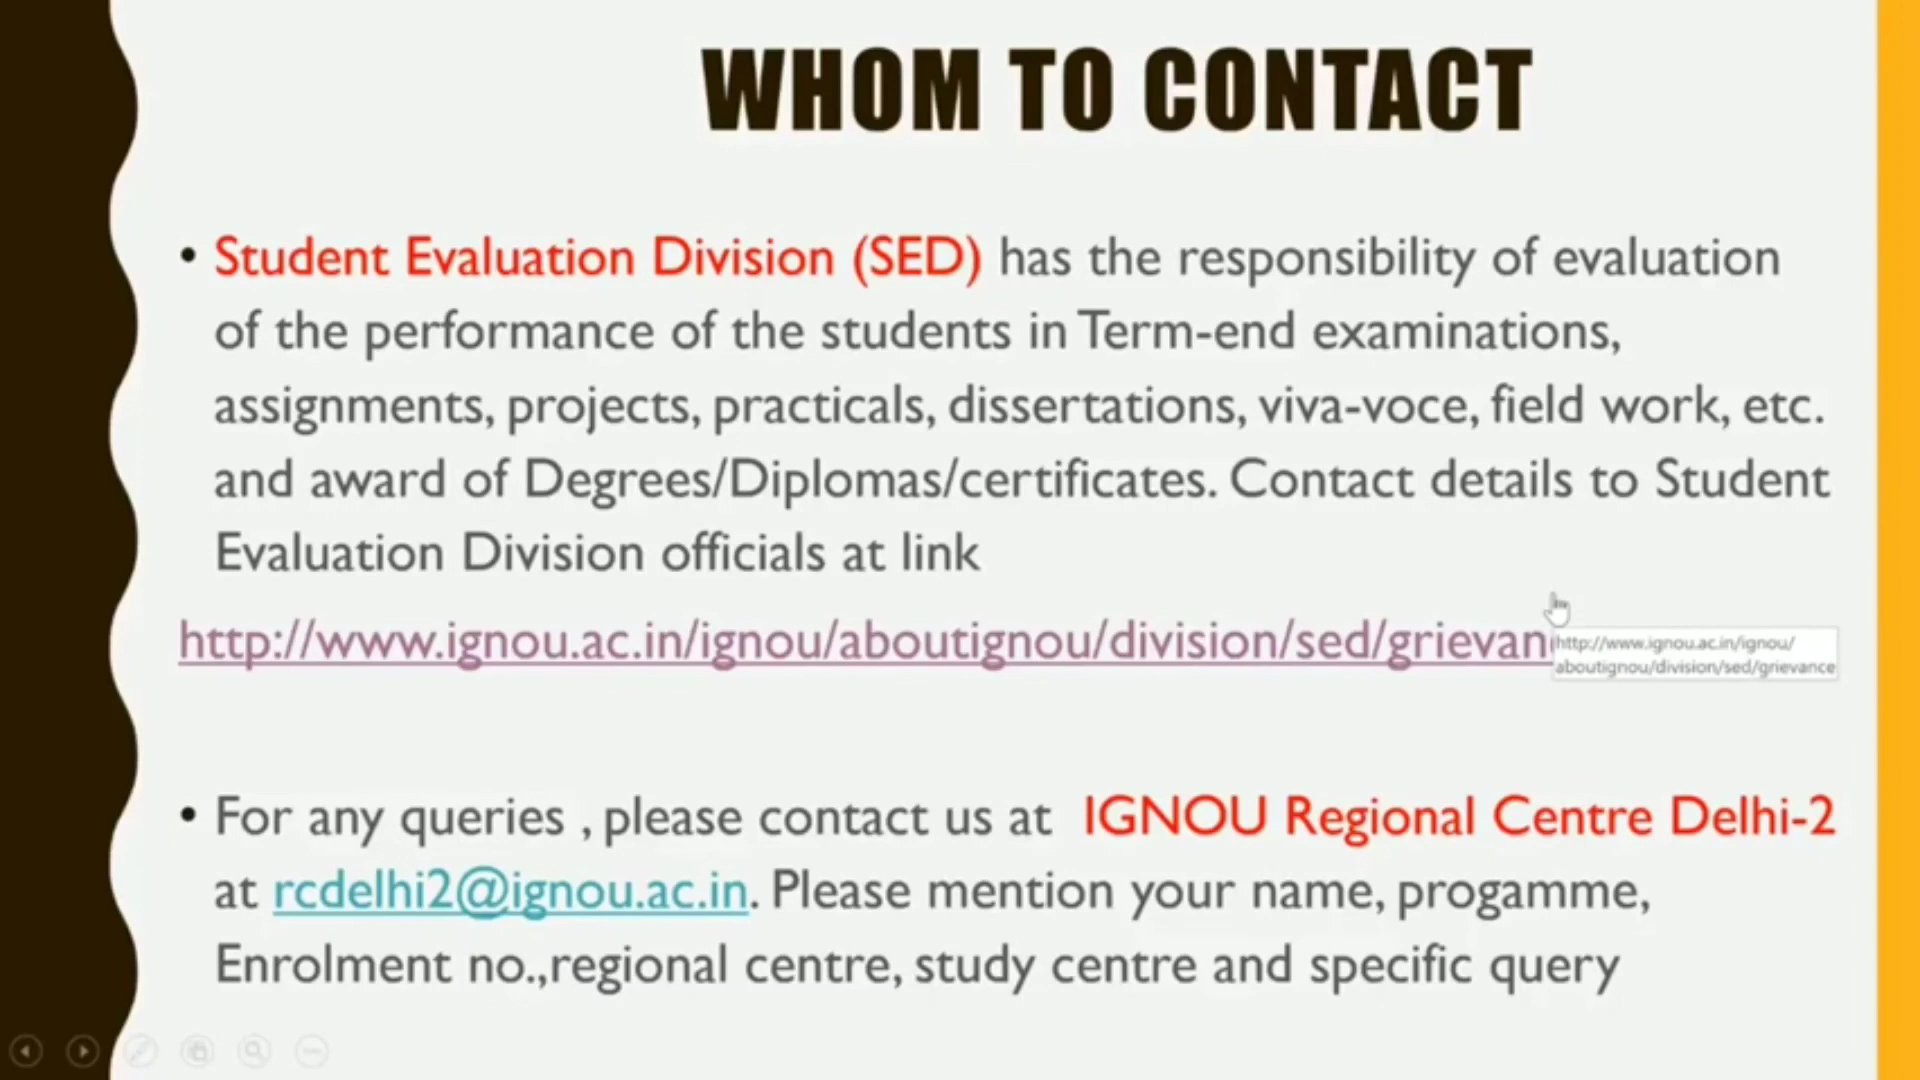 WHOM TO CONTACT
• Student Evaluation Division (SED) has the responsibility of evaluation
of the performance of the students in Term-end examinations,
assignments, projects, practicals, dissertations, viva-voce, field work, etc.
and award of Degrees/Diplomas/certificates. Contact details to Student
Evaluation Division officials at link
http://www.ignou.ac.in/ignou/aboutignou/division/sed/grievan
http://www.ignou.ac.in/ignou/
aboutignou/division/sed/grievance
• For any queries , please contact us at IGNOU Regional Centre Delhi-2
at rcdelhi2@ignou.ac.in. Please mention your name, progamme,
Enrolment no.,regional centre, study centre and specific query